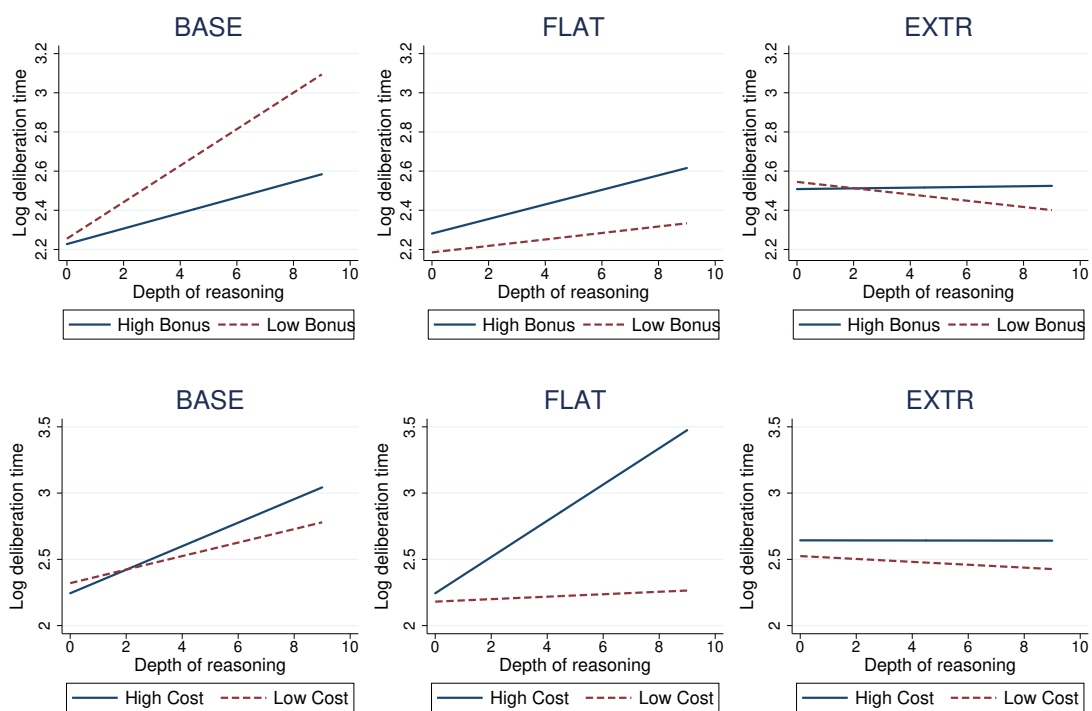 BASE
FLAT
EXTR
Log deliberation time
2.2 2.4 2.6 2.8 3 3.2
0 2 4 6 8 10
Depth of reasoning
High Bonus Low Bonus
Log deliberation time
2.2 2.4 2.6 2.8 3 3.2
0 2 4 6 8 10
Depth of reasoning
High Bonus Low Bonus
Log deliberation time
2.2 2.4 2.6 2.8 3 3.2
0 2 4 6 8 10
Depth of reasoning
High Bonus Low Bonus
BASE
FLAT
EXTR
Log deliberation time
2 2.5 3 3.5
0 2 4 6 8 10
Depth of reasoning
High Cost Low Cost
Log deliberation time
2 2.5 3 3.5
0 2 4 6 8 10
Depth of reasoning
High Cost Low Cost
Log deliberation time
2 2.5 3 3.5
0 2 4 6 8 10
Depth of reasoning
High Cost Low Cost